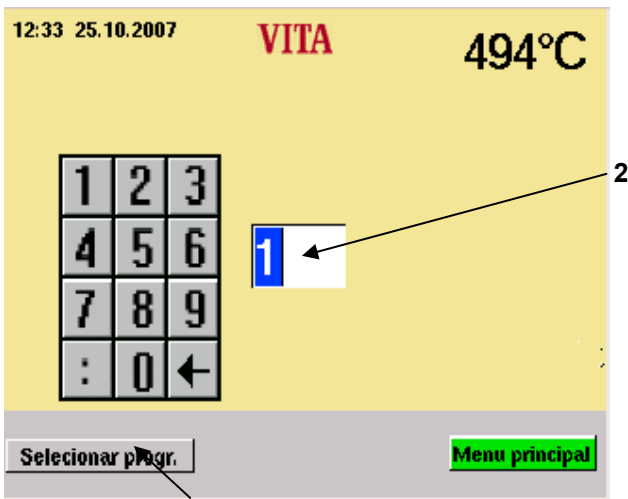 12:33 25.10.2007 VITA 494°C
1 2 3
2
4 5 6 1
7 8 9
: 0 ←
Selecionar progr. Menu principal